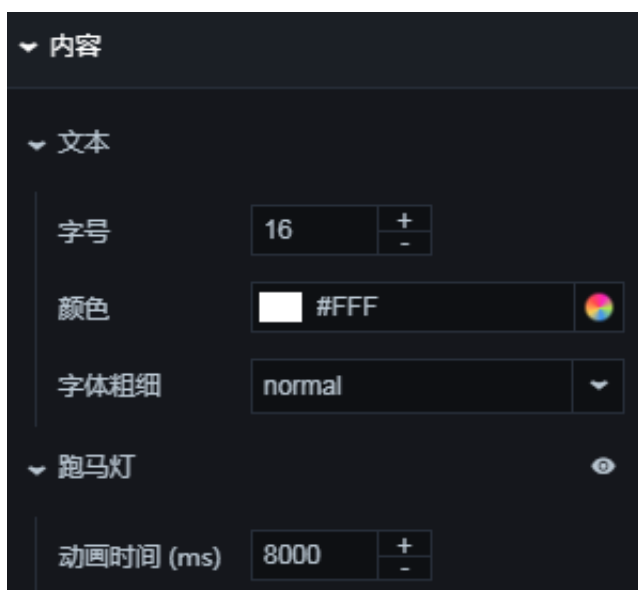 内容
文本
字号 16 + -
颜色 #FFF
字体粗细 normal
跑马灯
动画时间 (ms) 8000 + -